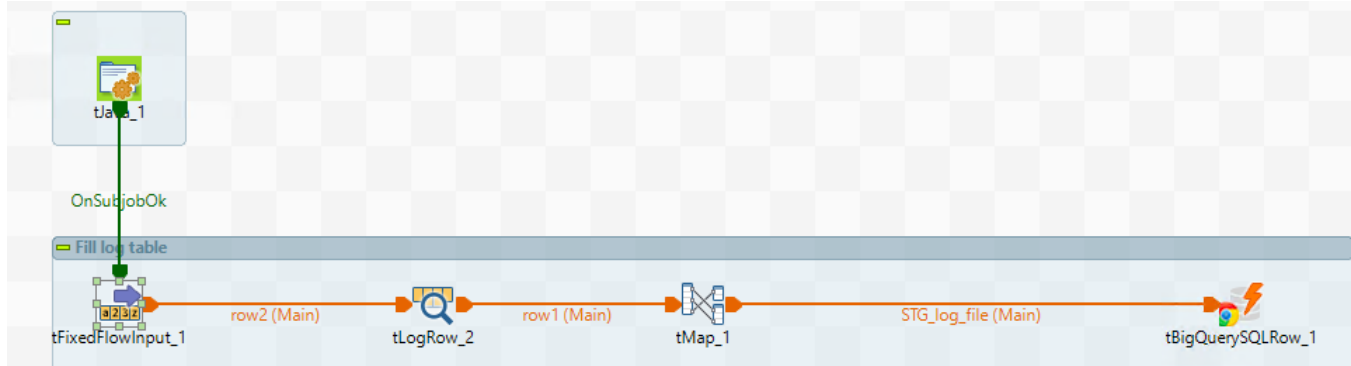 tJava_1
OnSubjobOk
Fill log table
row2 (Main)
row1 (Main)
STG_log_file (Main)
tFixedFlowInput_1
tLogRow_2
tMap_1
tBigQuerySQLRow_1